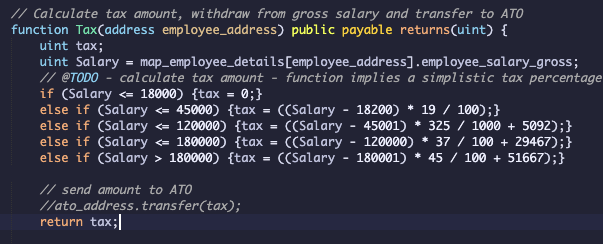 // Calculate tax amount, withdraw from gross salary and transfer to ATO
function Tax(address employee_address) public payable returns(uint) {
uint tax;
uint Salary = map_employee_details[employee_address].employee_salary_gross;
// @TODO - calculate tax amount - function implies a simplistic tax percentage
if (Salary <= 18000) {tax = 0;}
else if (Salary <= 45000) {tax = ((Salary - 18200) * 19 / 100);}
else if (Salary <= 120000) {tax = ((Salary - 45001) * 325 / 1000 + 5092);}
else if (Salary <= 180000) {tax = ((Salary - 120000) * 37 / 100 + 29467);}
else if (Salary > 180000) {tax = ((Salary - 180001) * 45 / 100 + 51667);}
// send amount to ATO
//ato_address.transfer(tax);
return tax;